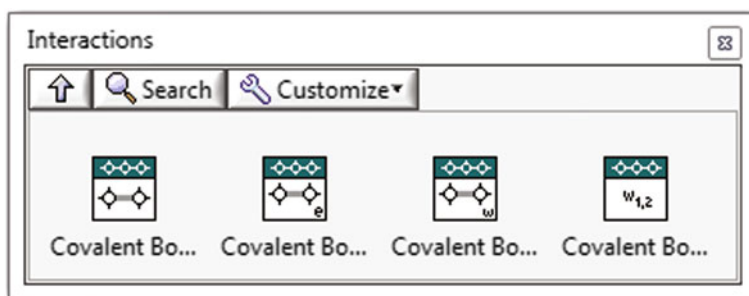 Interactions
Search Customize
e w w1,2
Covalent Bo... Covalent Bo... Covalent Bo... Covalent Bo...